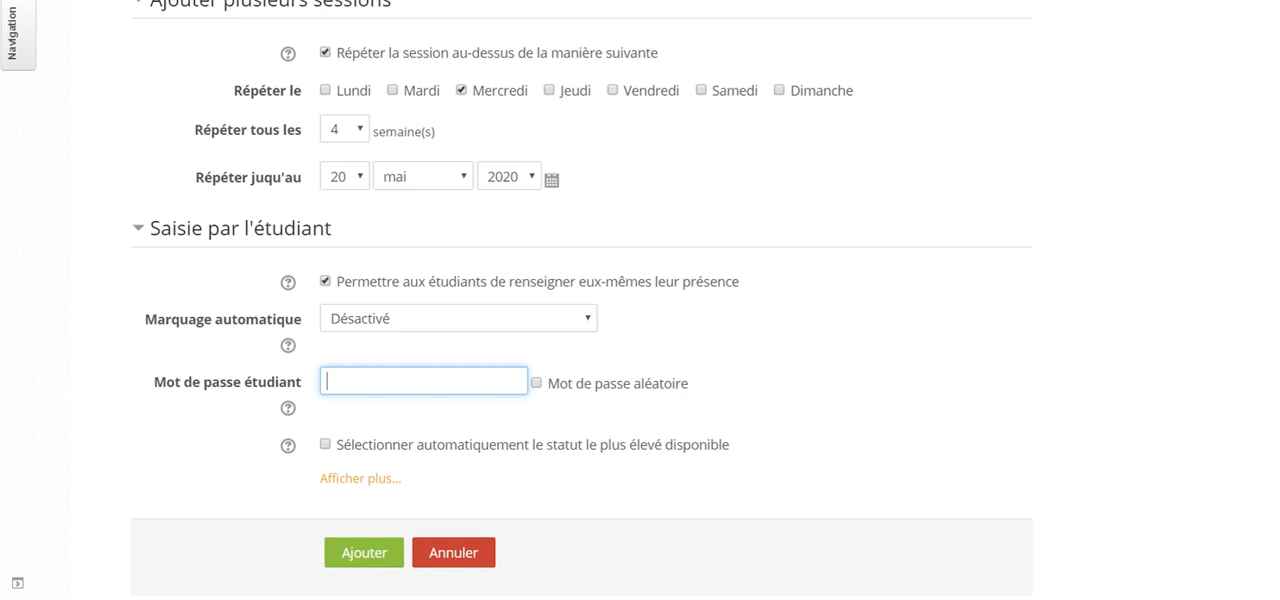 Navigation
Ajouter plusieurs sessions
Répéter la session au-dessus de la manière suivante
Répéter le Lundi Mardi Mercredi Jeudi Vendredi Samedi Dimanche
Répéter tous les 4 semaine(s)
Répéter juqu'au 20 mai 2020
Saisie par l'étudiant
Permettre aux étudiants de renseigner eux-mêmes leur présence
Marquage automatique Désactivé
Mot de passe étudiant Mot de passe aléatoire
Sélectionner automatiquement le statut le plus élevé disponible
Afficher plus...
Ajouter Annuler